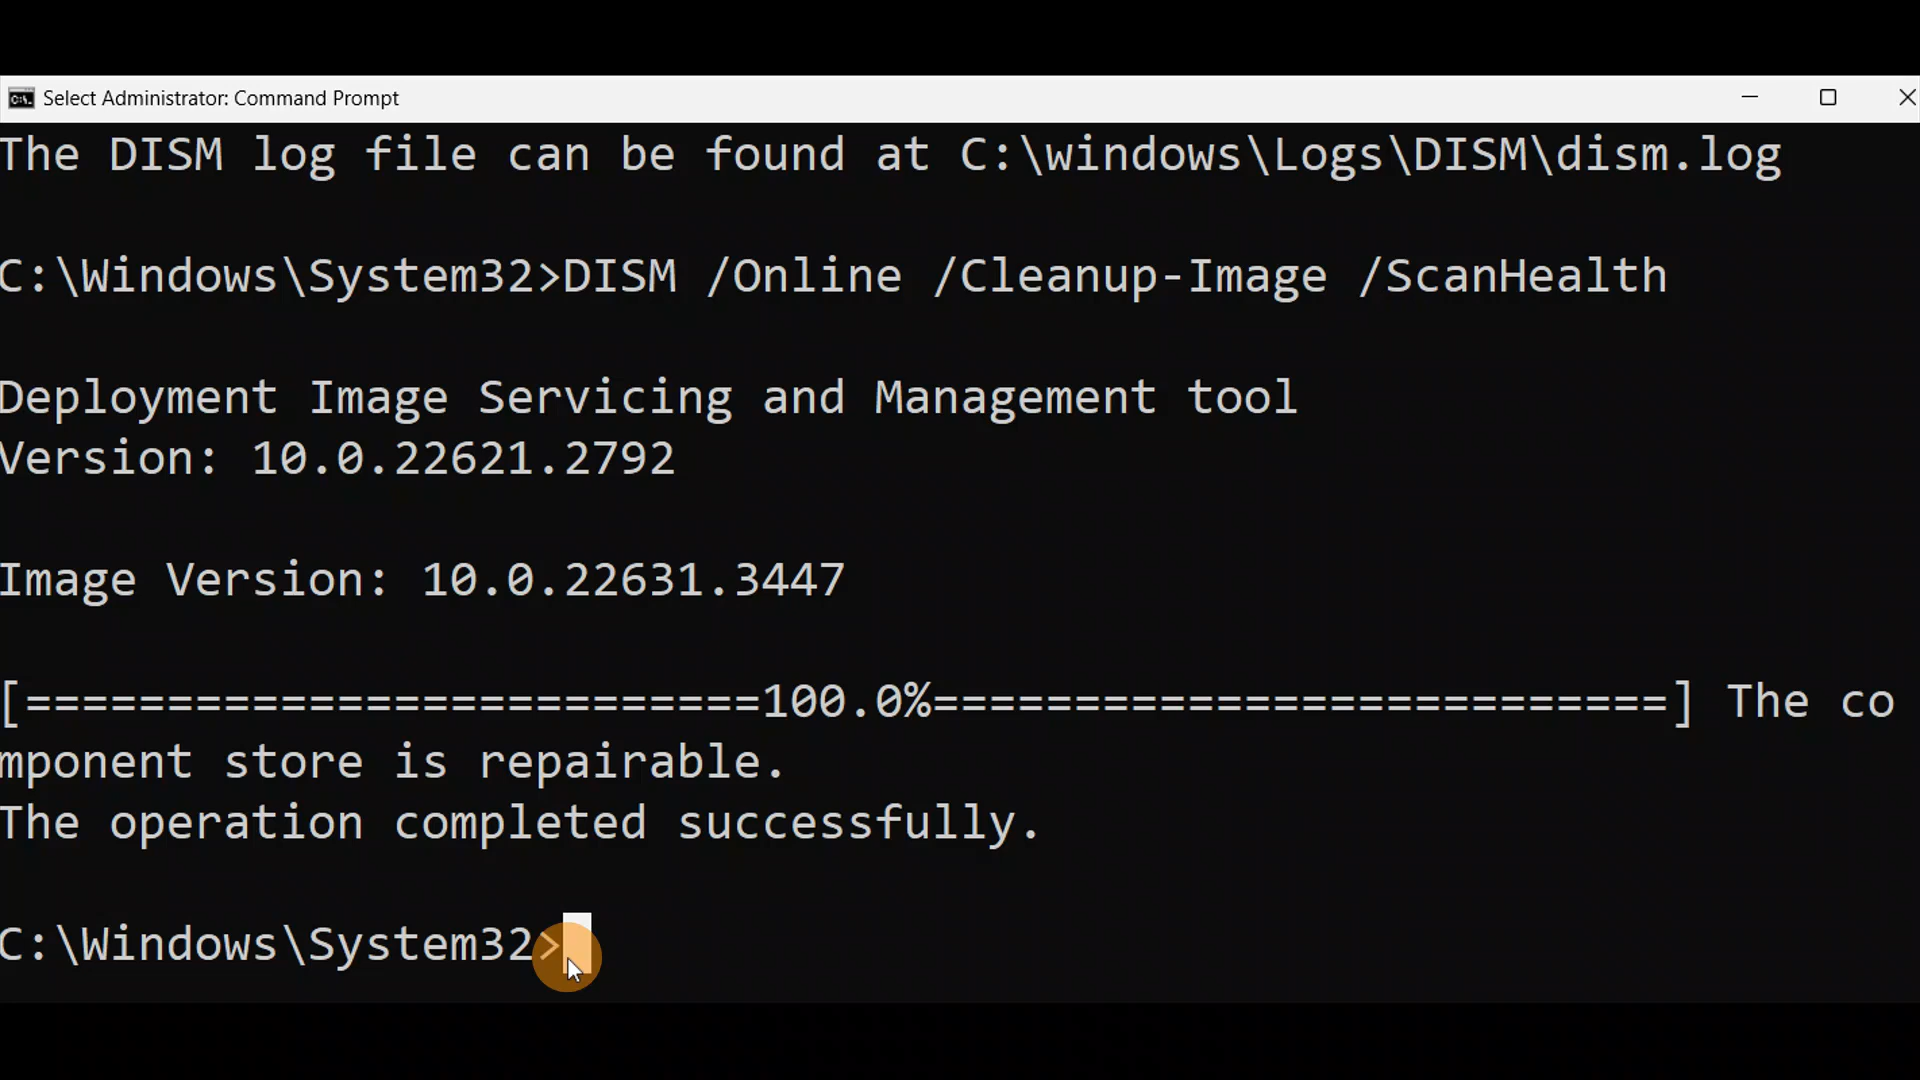 Select Administrator: Command Prompt
The DISM log file can be found at C:\windows\Logs\DISM\dism.log
C:\Windows\System32>DISM /Online /Cleanup-Image /ScanHealth
Deployment Image Servicing and Management tool
Version: 10.0.22621.2792
Image Version: 10.0.22631.3447
[==========================100.0%==========================] The co
mponent store is repairable.
The operation completed successfully.
C:\Windows\System32>